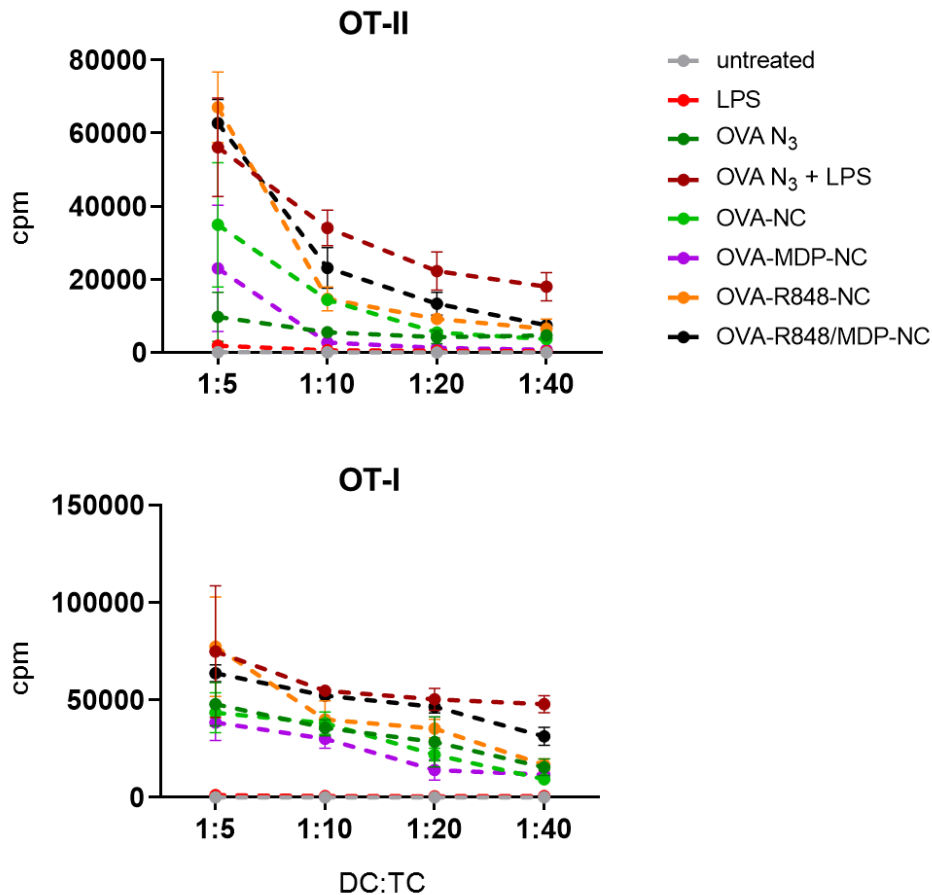 OT-II
80000
60000
40000
20000
0
cpm
1:5 1:10 1:20 1:40
untreated
LPS
OVA N₃
OVA N₃ + LPS
OVA-NC
OVA-MDP-NC
OVA-R848-NC
OVA-R848/MDP-NC
OT-I
150000
100000
50000
0
cpm
1:5 1:10 1:20 1:40
DC:TC